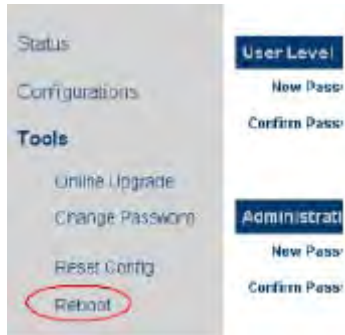 Status
Configurations
Tools
Online Upgrade
Change Password
Reset Config
Reboot
User Level
New Pass
Confirm Pass
Administrati
New Pass
Confirm Pass